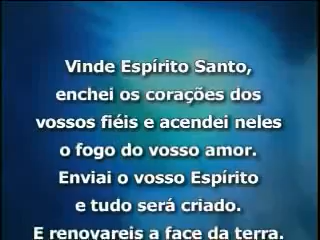 Vinde Espírito Santo,
enchei os corações dos
vossos fiéis e acendei neles
o fogo do vosso amor.
Enviai o vosso Espírito
e tudo será criado.
E renovareis a face da terra.